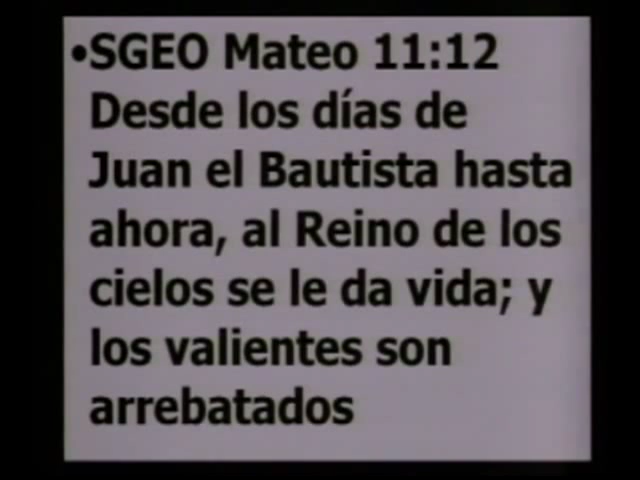 •SGEO Mateo 11:12
Desde los días de
Juan el Bautista hasta
ahora, al Reino de los
cielos se le da vida; y
los valientes son
arrebatados